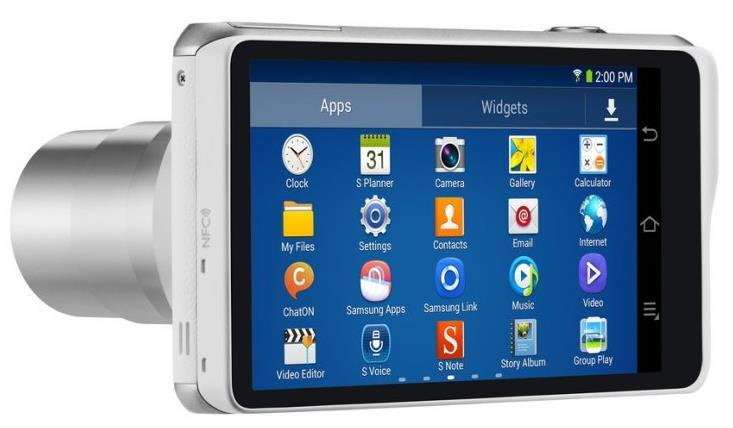 2:00 PM
Apps Widgets
31
Clock S Planner Camera Gallery Calculator
My Files Settings Contacts Email Internet
ChatON Samsung Apps Samsung Link Music Video
Video Editor S Voice S Note Story Album Group Play
NFC